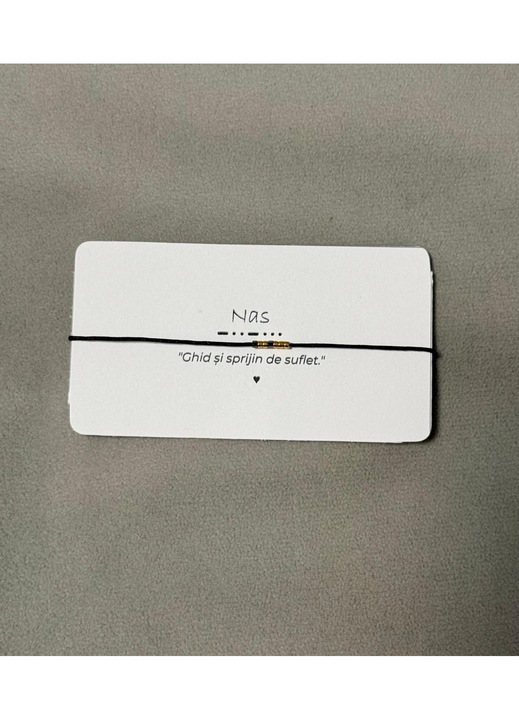 Nas
—· ·— ···
"Ghid și sprijin de suflet."
♥